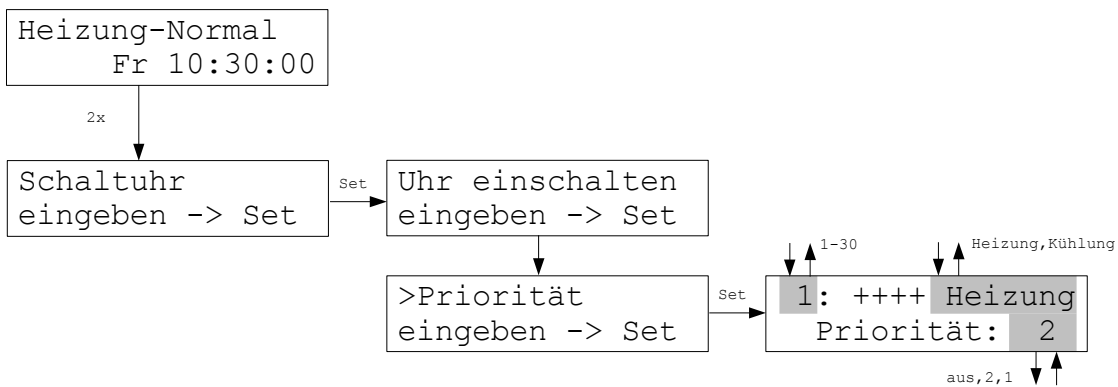 Heizung-Normal
Fr 10:30:00
2x
Schaltuhr
eingeben -> Set
Set
Uhr einschalten
eingeben -> Set
>Priorität
eingeben -> Set
Set
1-30
Heizung,Kühlung
1: ++++ Heizung
Priorität: 2
aus,2,1